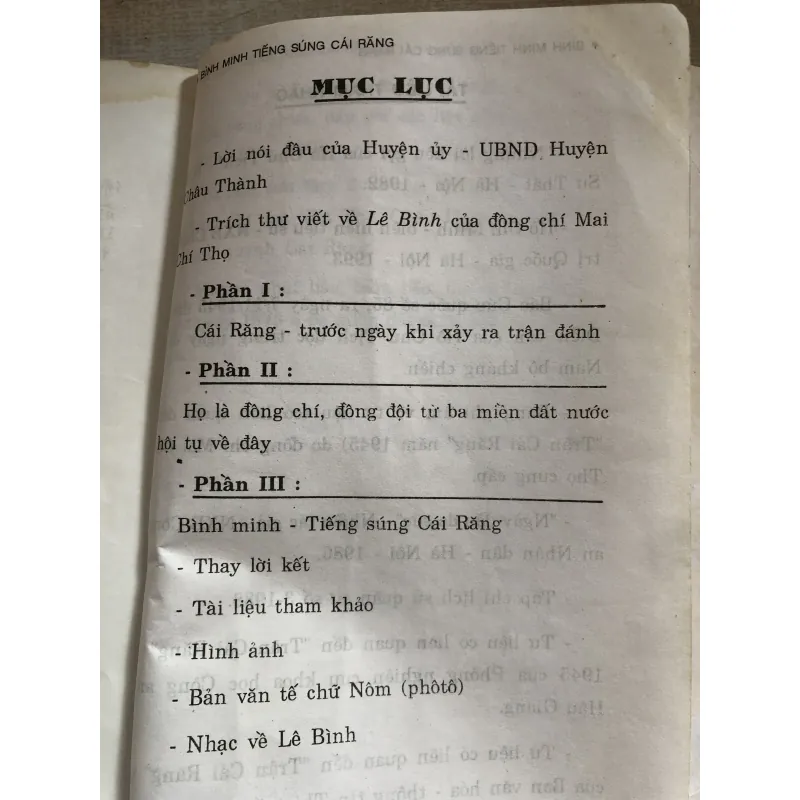 BÌNH MINH TIẾNG SÚNG CÁI RĂNG
MỤC LỤC
- Lời nói đầu của Huyện ủy - UBND Huyện
Châu Thành
- Trích thư viết về Lê Bình của đồng chí Mai
Chí Thọ
- Phần I :
Cái Răng - trước ngày khi xảy ra trận đánh
- Phần II :
Họ là đồng chí, đồng đội từ ba miền đất nước
hội tụ về đây
- Phần III :
Bình minh - Tiếng súng Cái Răng
- Thay lời kết
- Tài liệu tham khảo
- Hình ảnh
- Bản văn tế chữ Nôm (phôtô)
- Nhạc về Lê Bình